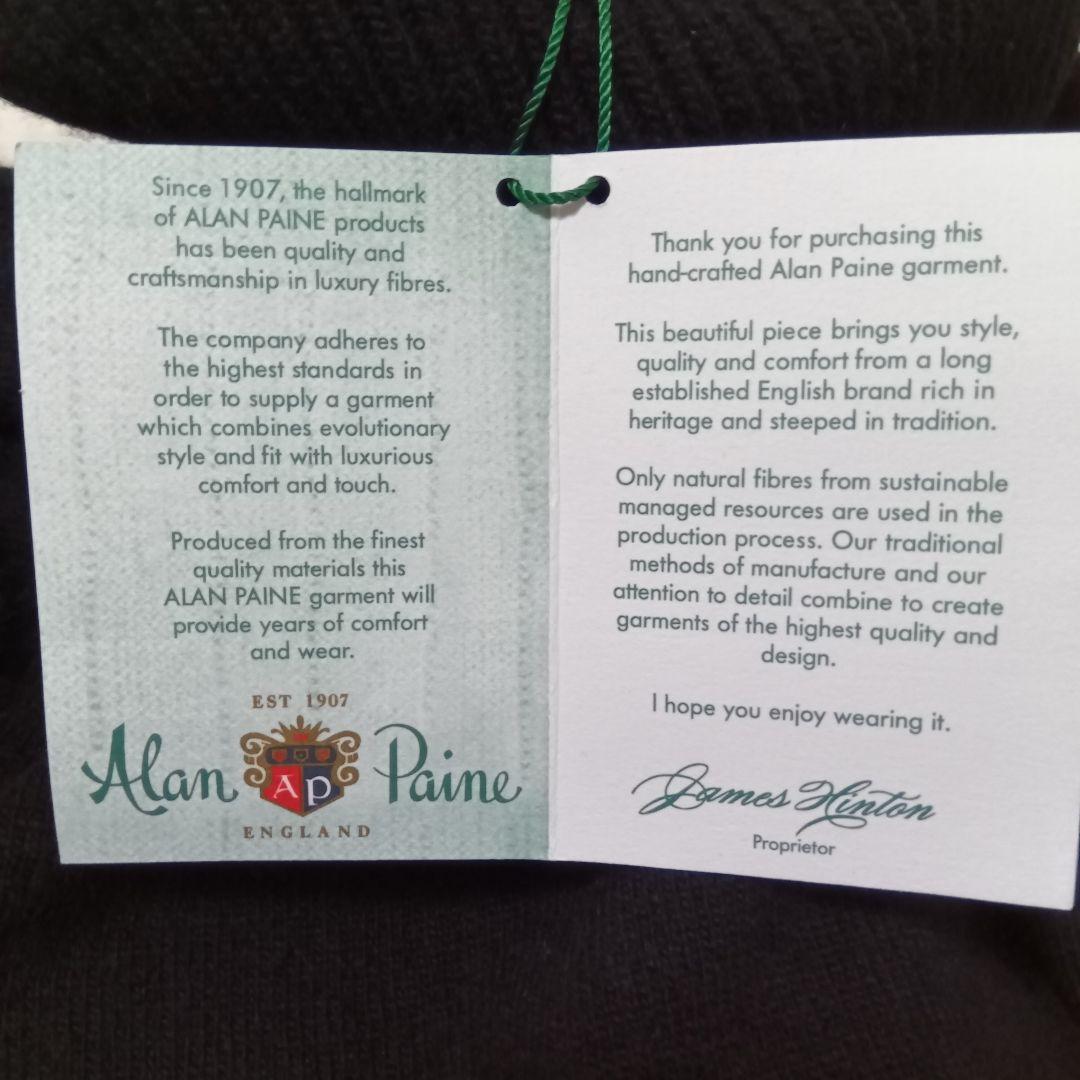 Since 1907, the hallmark
of ALAN PAINE products
has been quality and
craftsmanship in luxury fibres.
The company adheres to
the highest standards in
order to supply a garment
which combines evolutionary
style and fit with luxurious
comfort and touch.
Produced from the finest
quality materials this
ALAN PAINE garment will
provide years of comfort
and wear.
EST 1907
Alan AP Paine
ENGLAND
Thank you for purchasing this
hand-crafted Alan Paine garment.
This beautiful piece brings you style,
quality and comfort from a long
established English brand rich in
heritage and steeped in tradition.
Only natural fibres from sustainable
managed resources are used in the
production process. Our traditional
methods of manufacture and our
attention to detail combine to create
garments of the highest quality and
design.
I hope you enjoy wearing it.
James Hinton
Proprietor